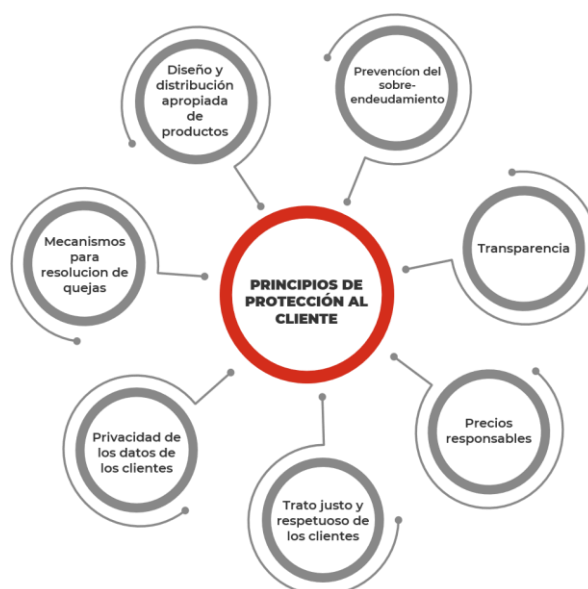 Diseño y
distribución
apropiada
de
productos
Prevencíon del
sobre-
endeudamiento
Mecanismos
para
resolucion de
quejas
PRINCIPIOS DE
PROTECCIÓN AL
CLIENTE
Transparencia
Privacidad de
los datos de
los clientes
Precios
responsables
Trato justo y
respetuoso de
los clientes